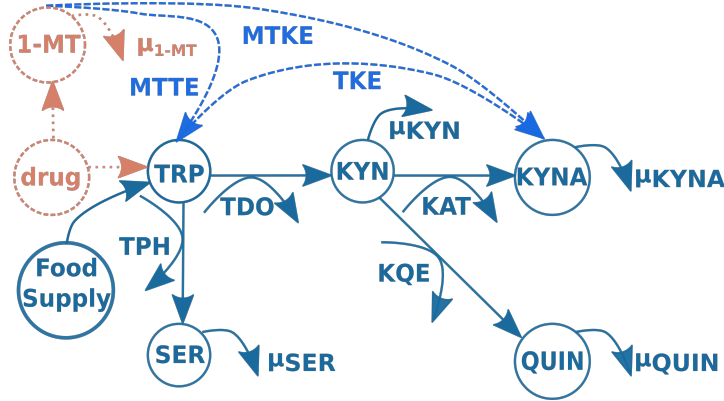 1-MT
μ1-MT
MTKE
MTTE
TKE
μKYN
drug
TRP
KYN
KYNA
μKYNA
TDO
KAT
TPH
Food
Supply
KQE
SER
μSER
QUIN
μQUIN